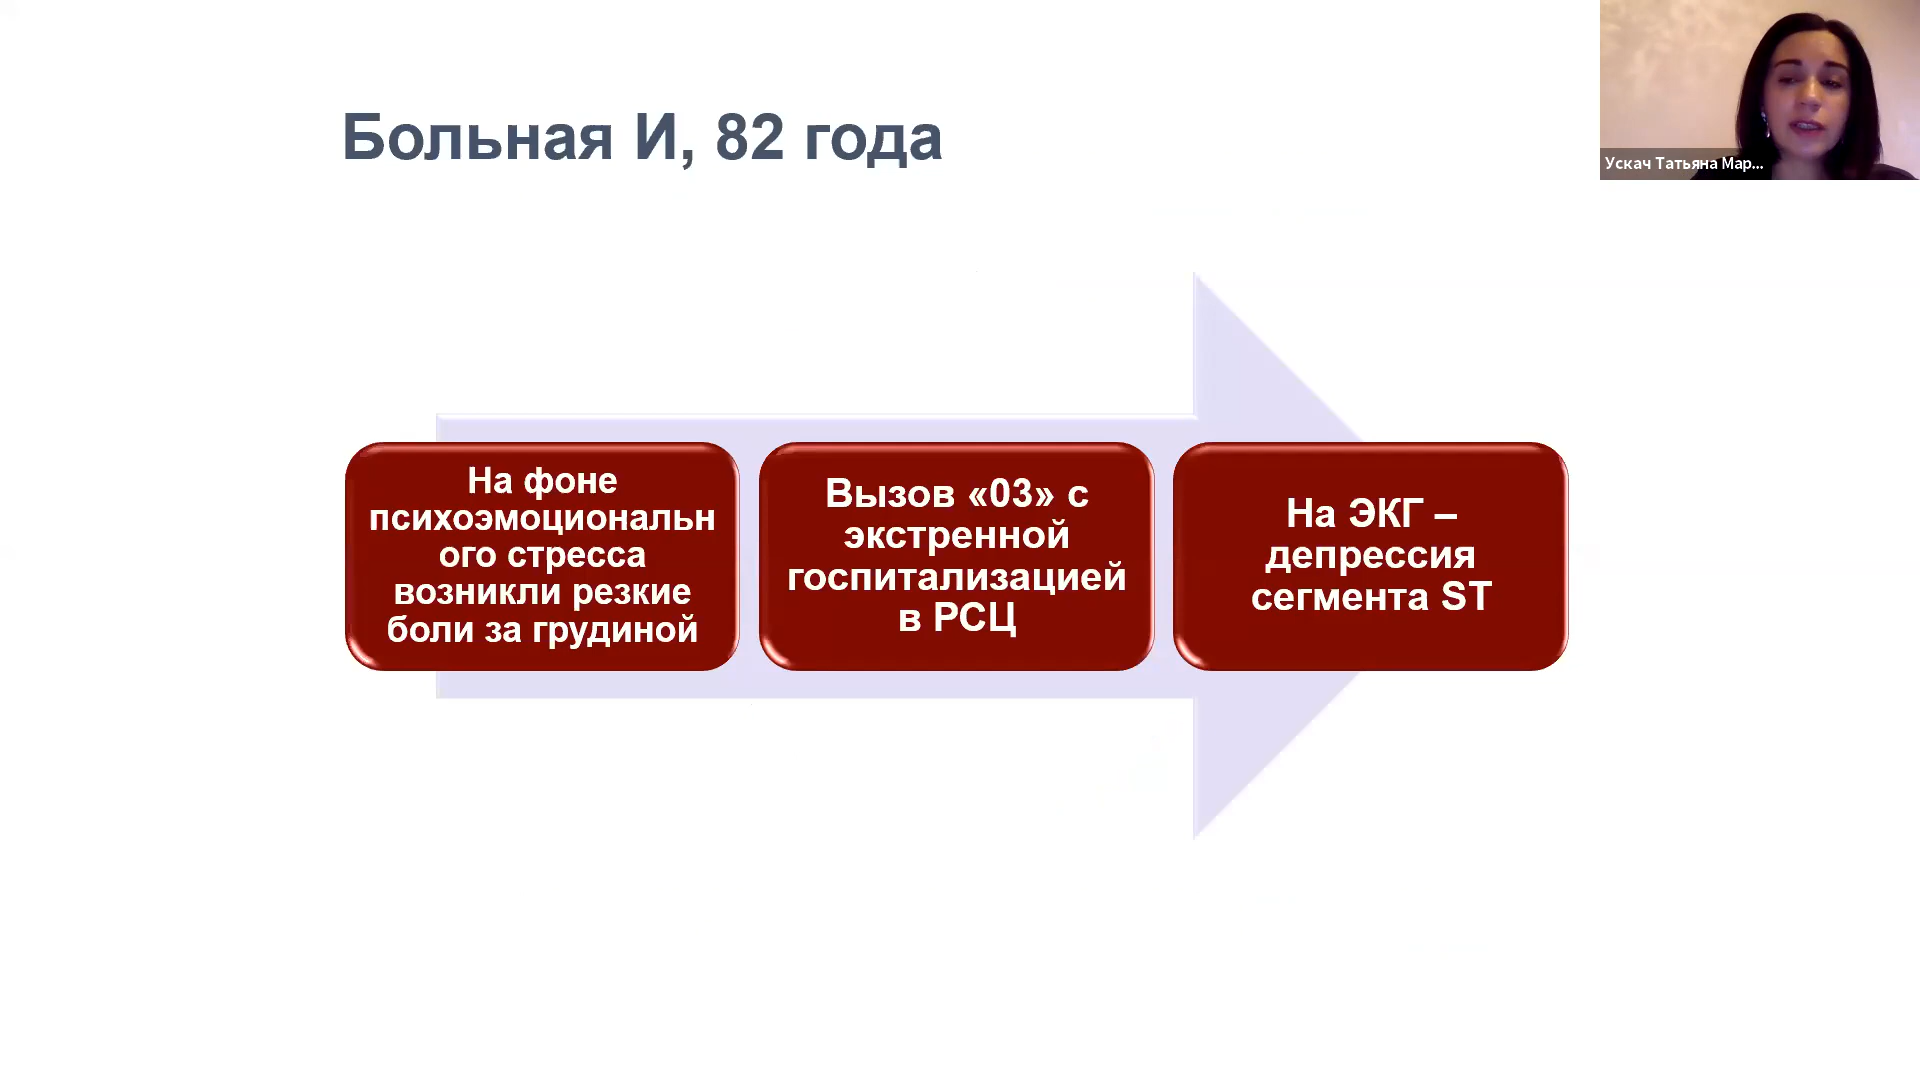 Больная И, 82 года
Ускач Татьяна Мар...
На фоне
психоэмоциональн
ого стресса
возникли резкие
боли за грудиной
Вызов «03» с
экстренной
госпитализацией
в РСЦ
На ЭКГ –
депрессия
сегмента ST